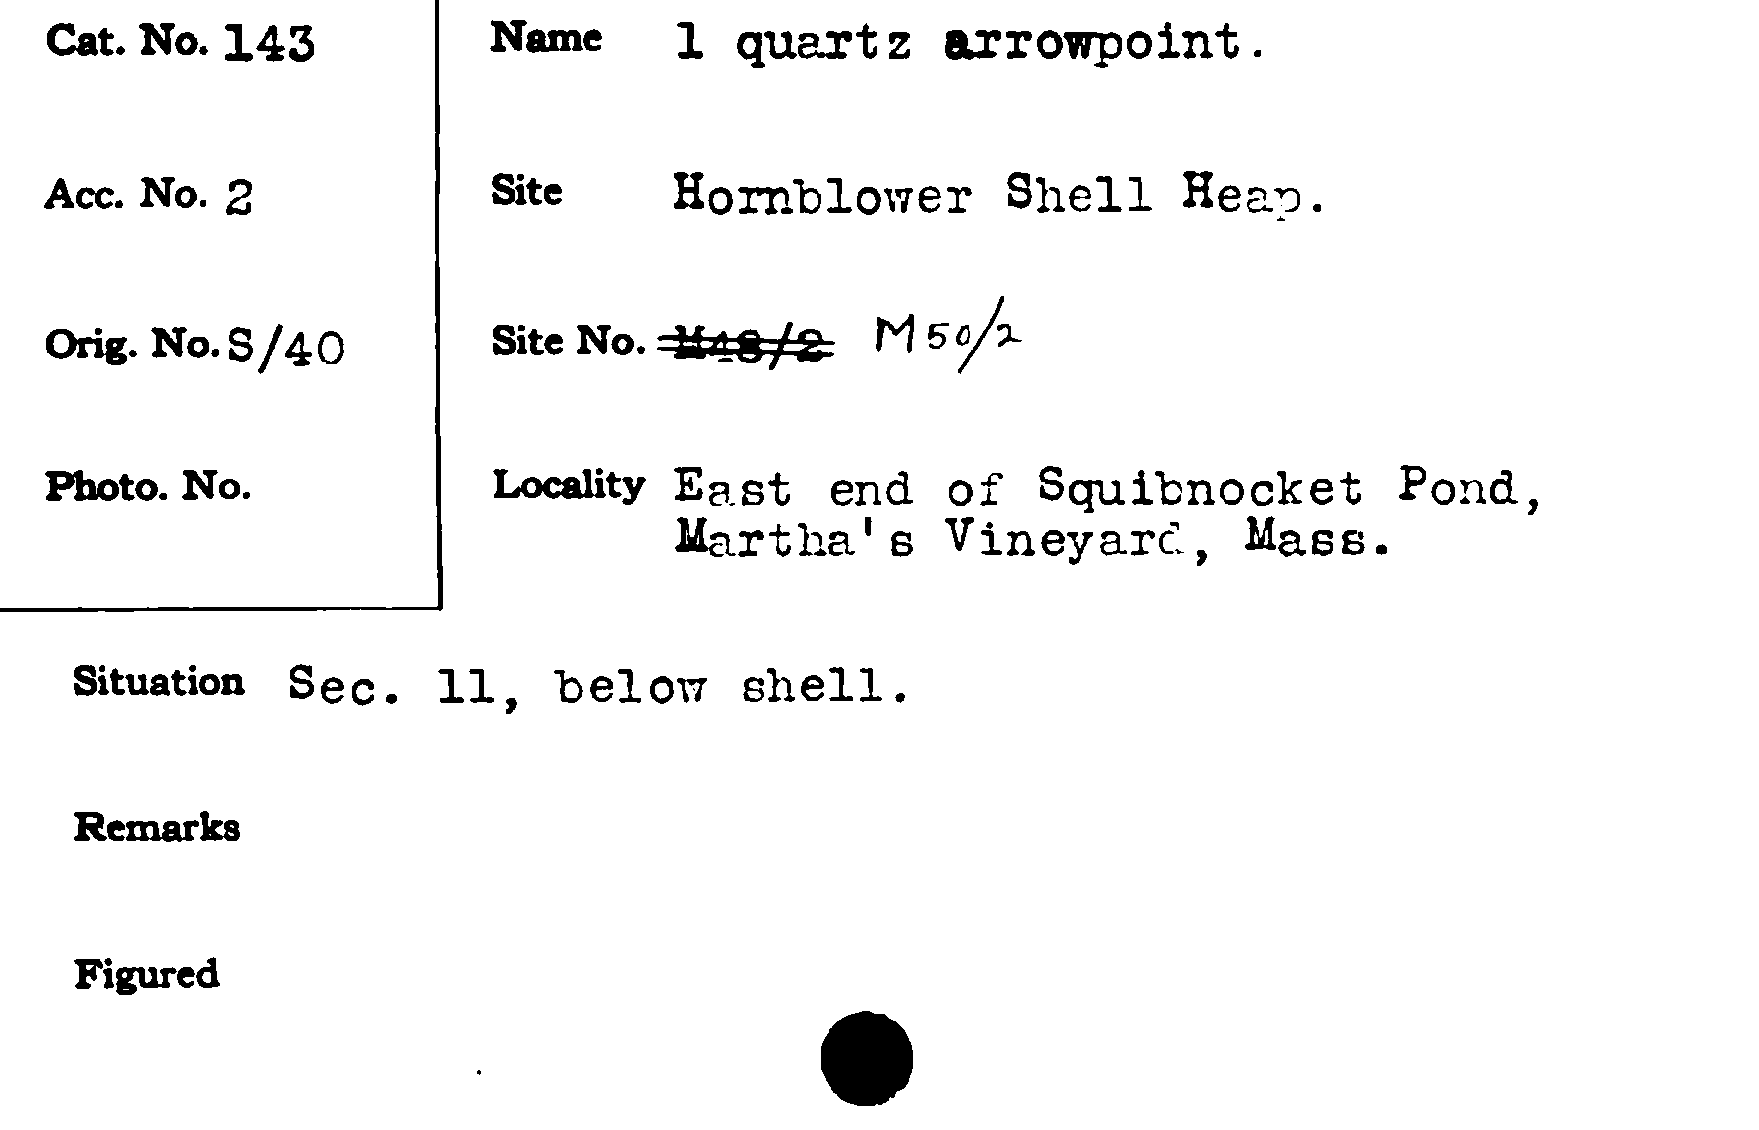 Cat. No. 143
Name 1 quartz arrowpoint.
Acc. No. 2
Site Hornblower Shell Heap.
Orig. No. S/40
Site No. M48/2 M50/2
Photo. No.
Locality East end of Squibnocket Pond,
Martha's Vineyard, Mass.
Situation Sec. 11, below shell.
Remarks
Figured